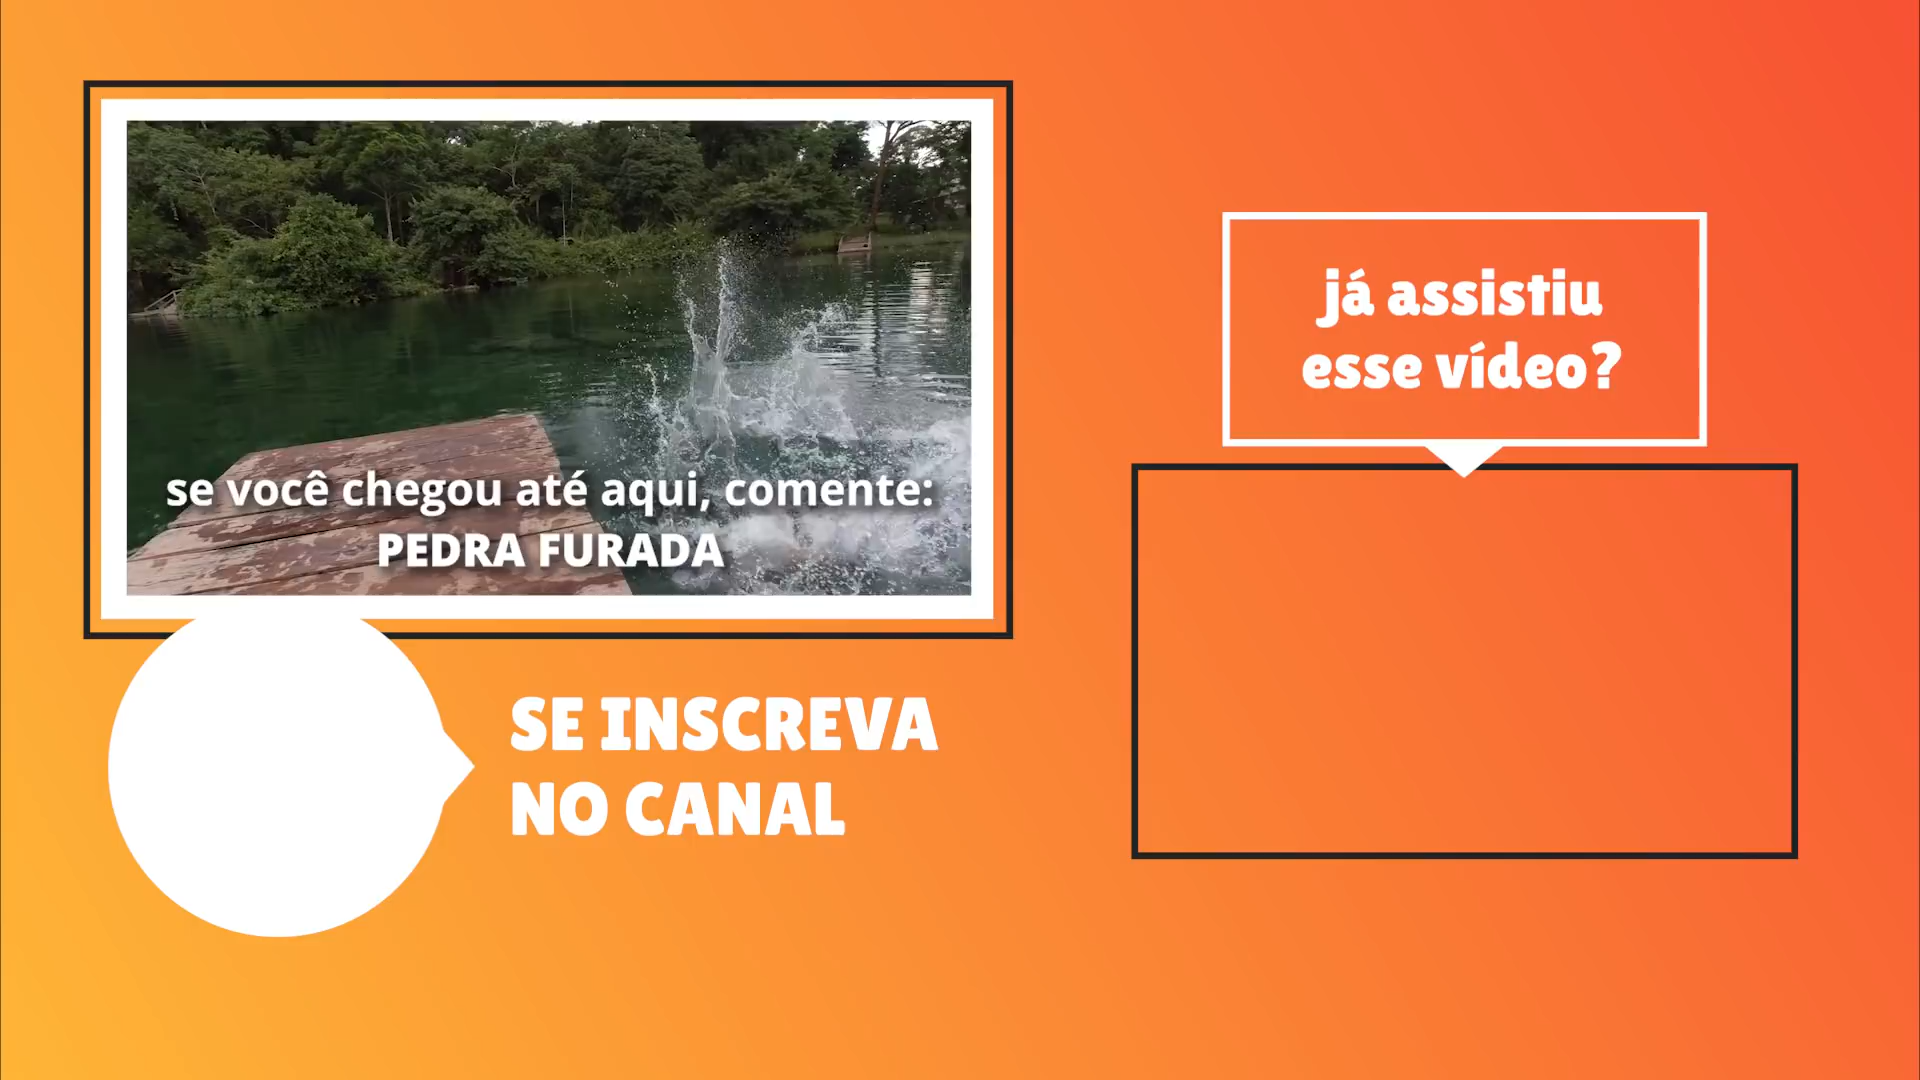 se você chegou até aqui, comente:
PEDRA FURADA
SE INSCREVA
NO CANAL
já assistiu
esse vídeo?